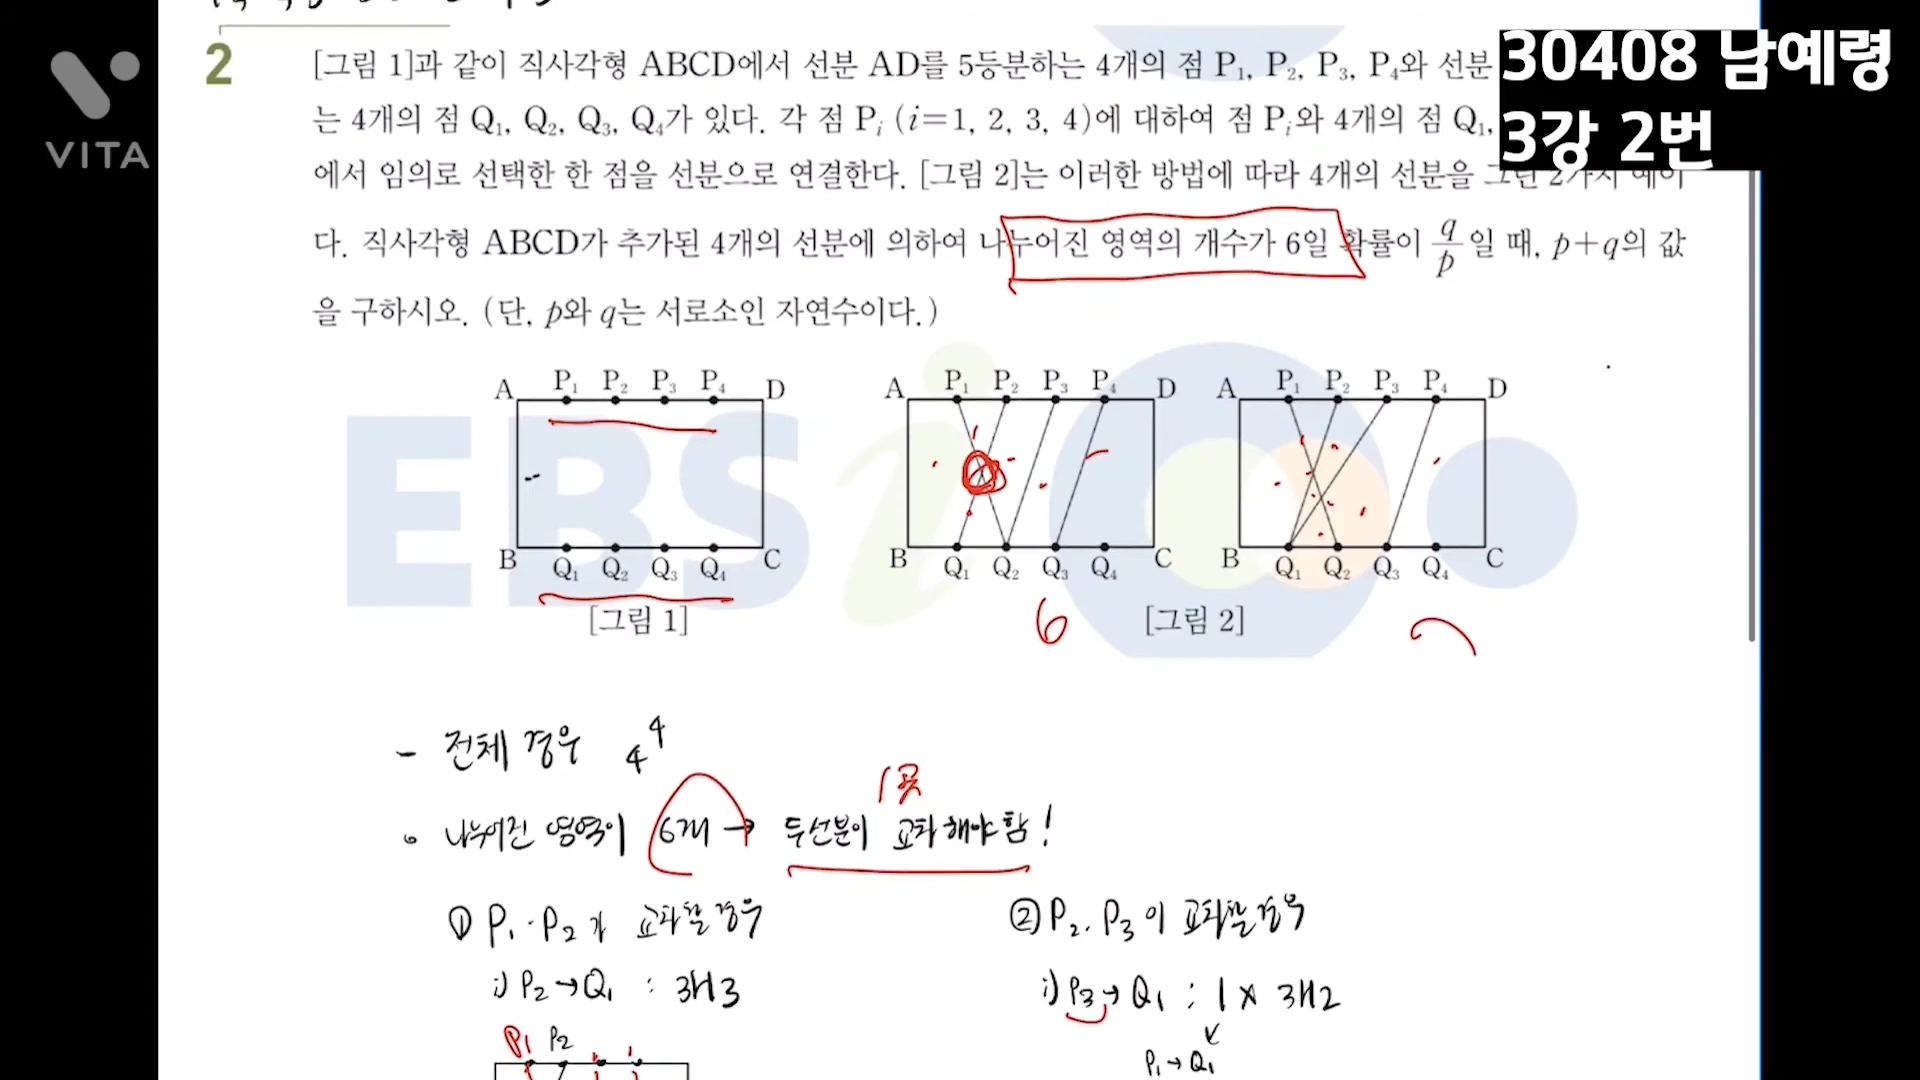 VITA
30408 남예령
3강 2번
2
[그림 1]과 같이 직사각형 ABCD에서 선분 AD를 5등분하는 4개의 점 P₁, P₂, P₃, P₄와 선분
는 4개의 점 Q₁, Q₂, Q₃, Q₄가 있다. 각 점 Pᵢ (i=1, 2, 3, 4)에 대하여 점 Pᵢ와 4개의 점 Q₁,
에서 임의로 선택한 한 점을 선분으로 연결한다. [그림 2]는 이러한 방법에 따라 4개의 선분을 그린 2가지 예이
다. 직사각형 ABCD가 추가된 4개의 선분에 의하여 나누어진 영역의 개수가 6일 확률이 q/p일 때, p+q의 값
을 구하시오. (단, p와 q는 서로소인 자연수이다.)
A P₁ P₂ P₃ P₄ D
B Q₁ Q₂ Q₃ Q₄ C
[그림 1]
A P₁ P₂ P₃ P₄ D
B Q₁ Q₂ Q₃ Q₄ C
A P₁ P₂ P₃ P₄ D
B Q₁ Q₂ Q₃ Q₄ C
6
[그림 2]
EBSi
- 전체 경우 4⁴
1곳
나누어진 영역이 6개 → 두선분이 교차해야함!
① P₁·P₂가 교차할 경우
i) P₂→Q₁ : ₃H₃
P₁ P₂
② P₂, P₃이 교차할 경우
i) P₃→Q₁ : 1 × ₃H₂
P₁→Q₁